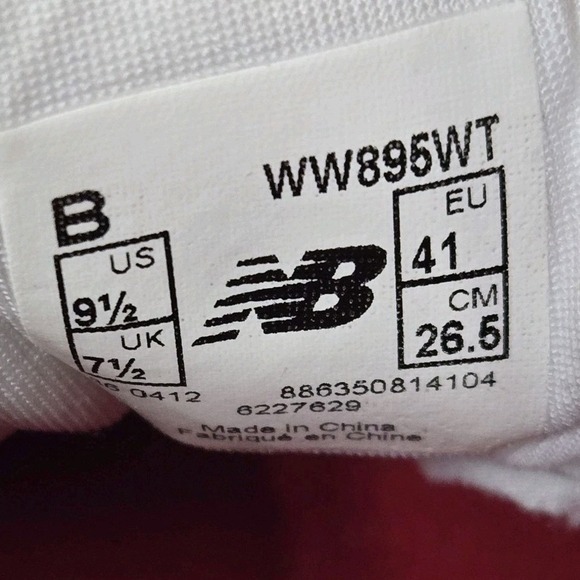 WW895WT
B
US
9½
UK
7½
NB
EU
41
CM
26.5
0412
886350814104
6227629
Made in China
Fabriqué en Chine